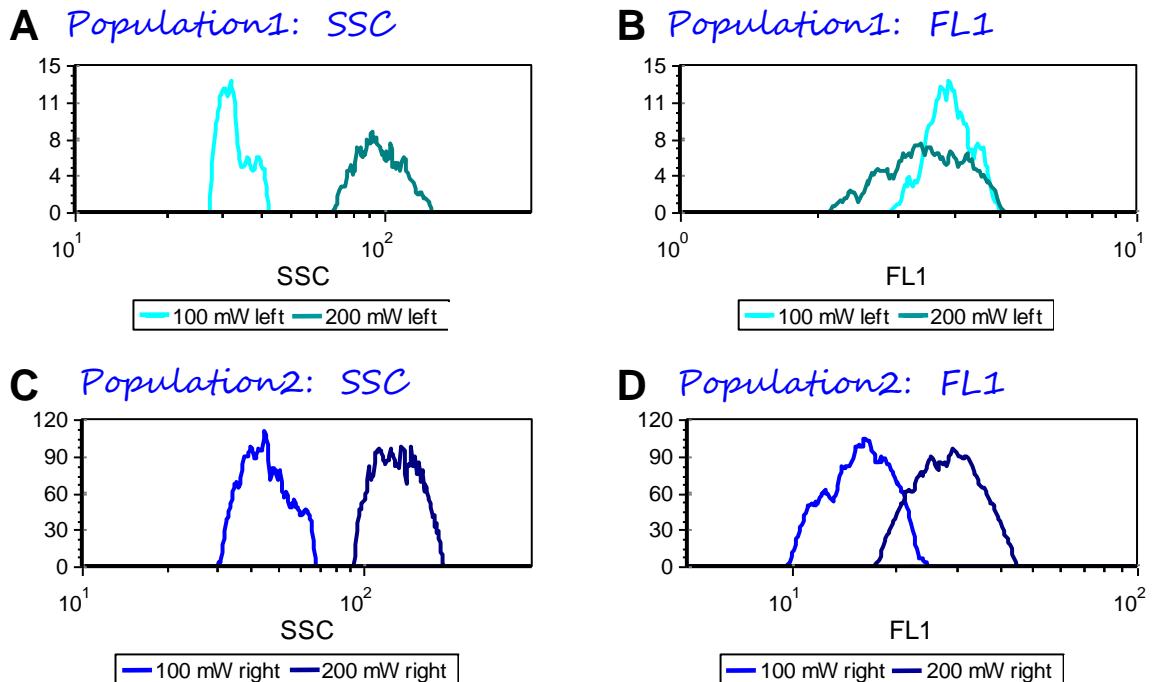 A Population1: SSC
15
11
8
4
0
10¹ 10²
SSC
100 mW left 200 mW left
B Population1: FL1
15
11
8
4
0
10⁰ 10¹
FL1
100 mW left 200 mW left
C Population2: SSC
120
90
60
30
0
10¹ 10²
SSC
100 mW right 200 mW right
D Population2: FL1
120
90
60
30
0
10¹ 10²
FL1
100 mW right 200 mW right